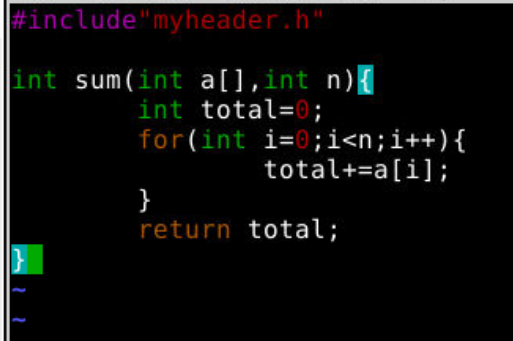 #include"myheader.h"

int sum(int a[],int n){
        int total=0;
        for(int i=0;i<n;i++){
                total+=a[i];
        }
        return total;
}
~
~